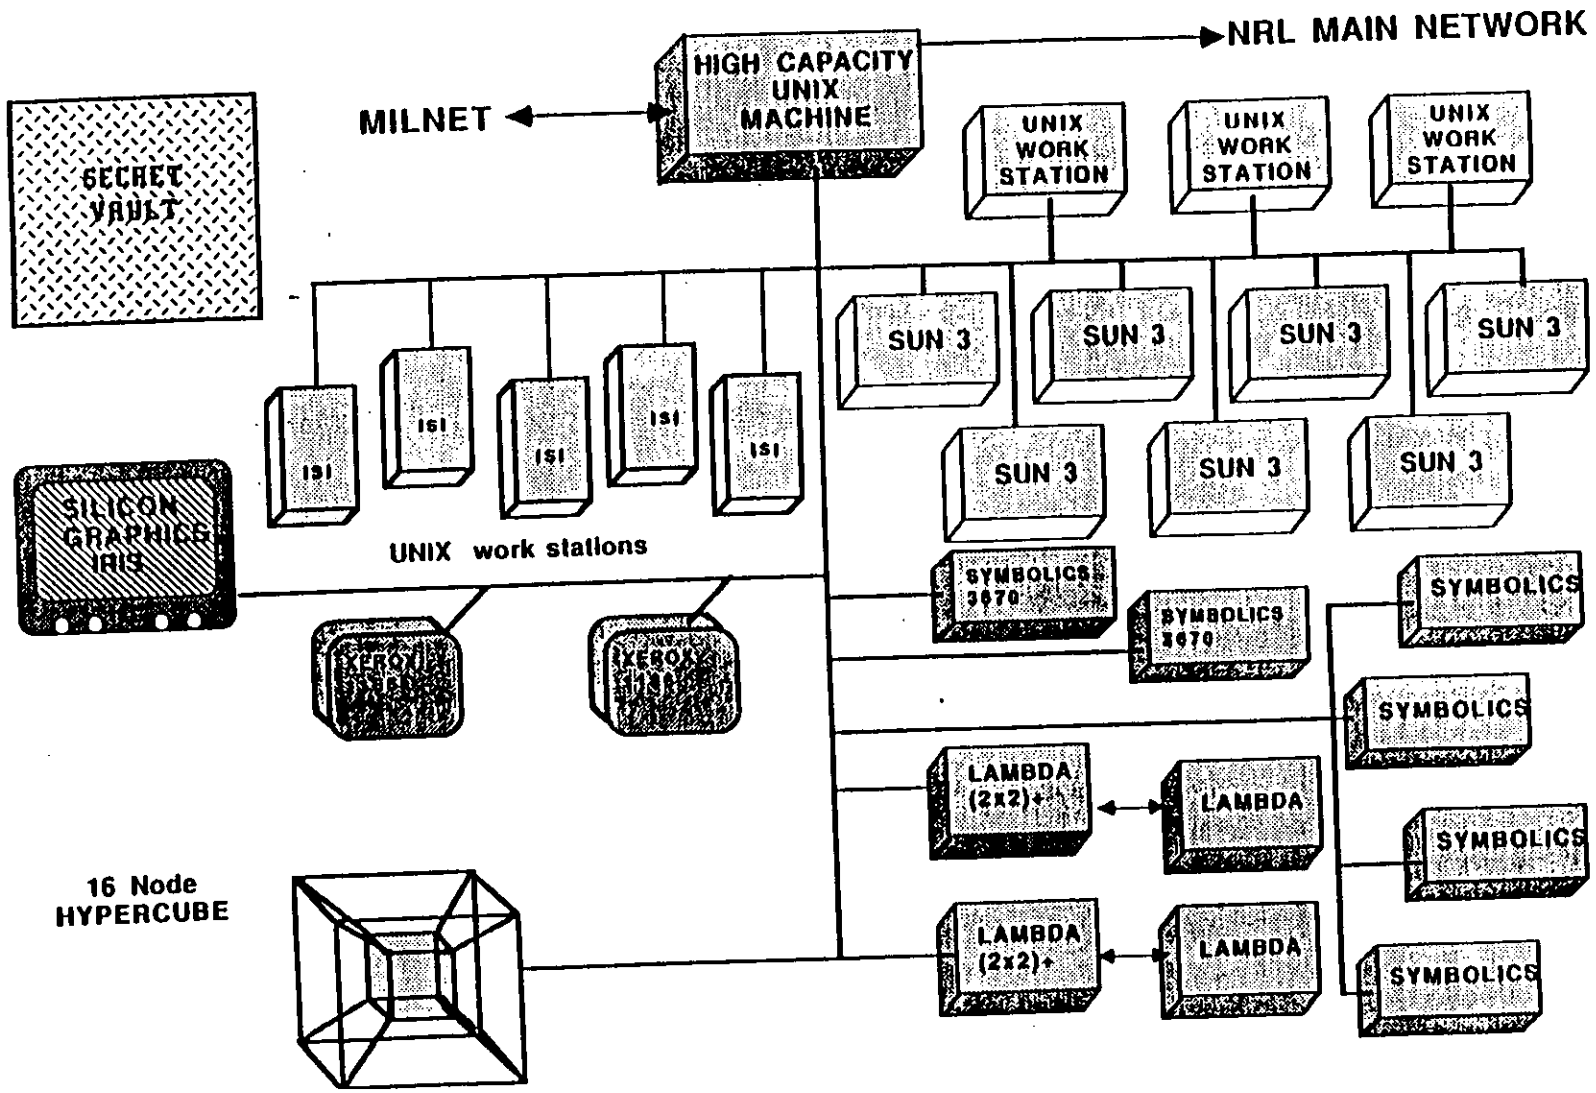 NRL MAIN NETWORK
HIGH CAPACITY
UNIX
MACHINE
MILNET
UNIX
WORK
STATION
UNIX
WORK
STATION
UNIX
WORK
STATION
SECRET
VAULT
SUN 3
SUN 3
SUN 3
SUN 3
ISI
ISI
ISI
ISI
ISI
SUN 3
SUN 3
SUN 3
SILICON
GRAPHICS
IRIS
UNIX work stations
SYMBOLICS
3670
SYMBOLICS
3670
SYMBOLICS
XEROX
XEROX
SYMBOLICS
LAMBDA
(2x2)+
LAMBDA
SYMBOLICS
16 Node
HYPERCUBE
LAMBDA
(2x2)+
LAMBDA
SYMBOLICS